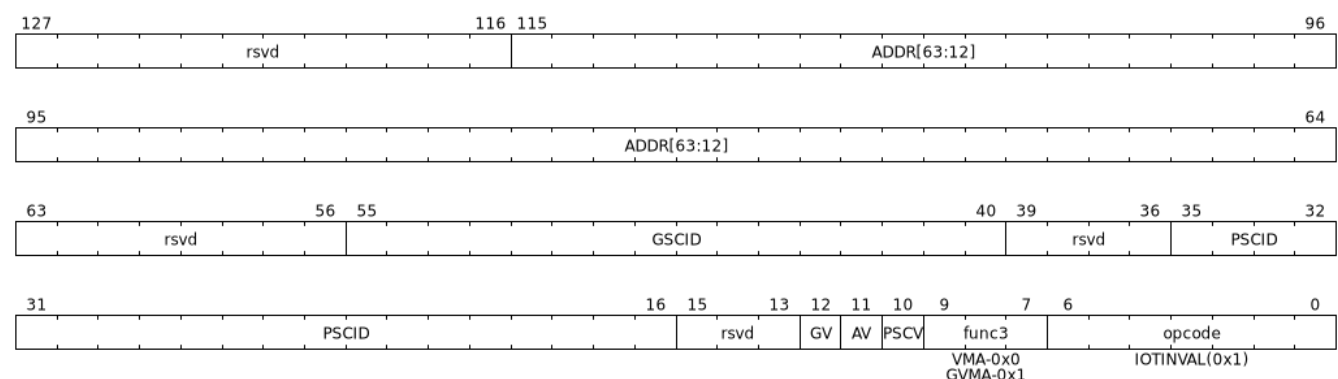 127 116 115 96
rsvd ADDR[63:12]
95 64
ADDR[63:12]
63 56 55 40 39 36 35 32
rsvd GSCID rsvd PSCID
31 16 15 13 12 11 10 9 7 6 0
PSCID rsvd GV AV PSCV func3 opcode
VMA-0x0 IOTINVAL(0x1)
GVMA-0x1